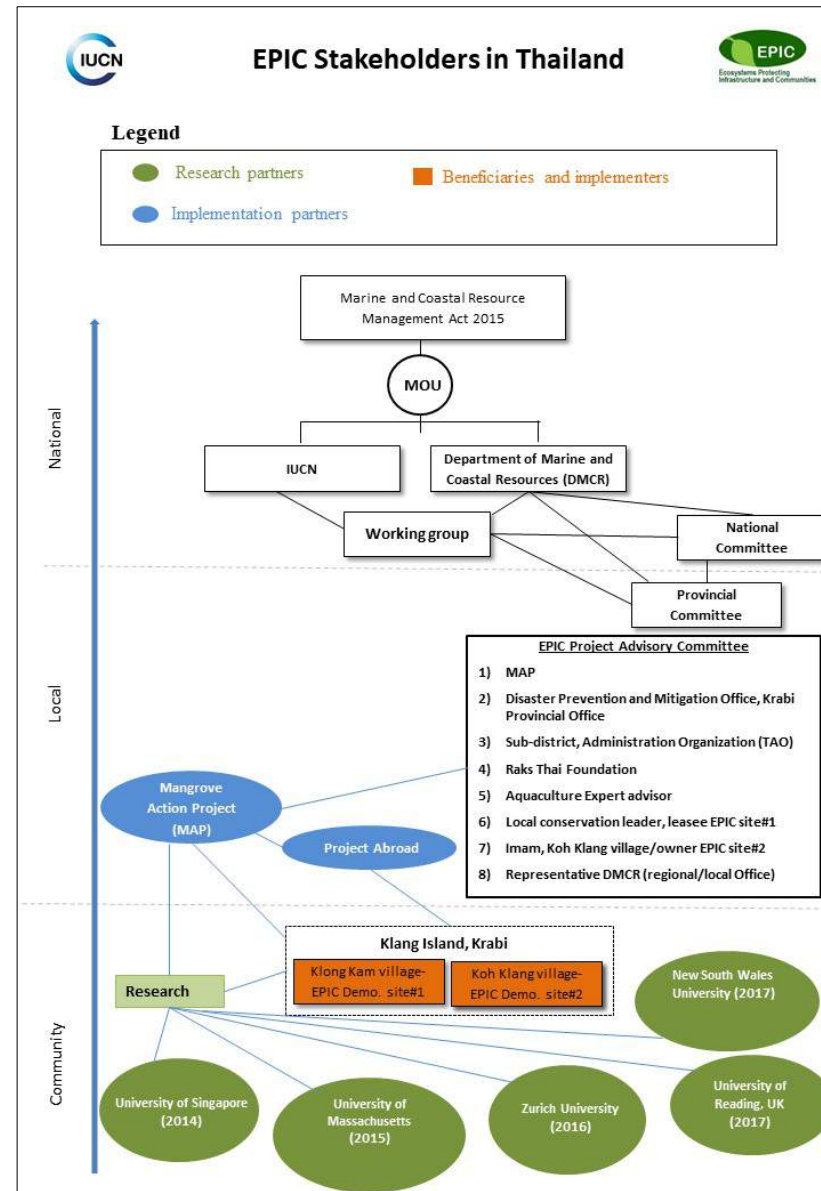 IUCN
EPIC Stakeholders in Thailand
EPIC
Ecosystems Protecting
Infrastructure and Communities
Legend
Research partners
Beneficiaries and implementers
Implementation partners
National
Marine and Coastal Resource
Management Act 2015
MOU
IUCN
Department of Marine and
Coastal Resources (DMCR)
Working group
National
Committee
Provincial
Committee
Local
EPIC Project Advisory Committee
1) MAP
2) Disaster Prevention and Mitigation Office, Krabi
Provincial Office
3) Sub-district, Administration Organization (TAO)
4) Raks Thai Foundation
5) Aquaculture Expert advisor
6) Local conservation leader, leasee EPIC site#1
7) Imam, Koh Klang village/owner EPIC site#2
8) Representative DMCR (regional/local Office)
Mangrove
Action Project
(MAP)
Project Abroad
Community
Klang Island, Krabi
Klong Kam village-
EPIC Demo. site#1
Koh Klang village-
EPIC Demo. site#2
Research
New South Wales
University (2017)
University of Singapore
(2014)
University of
Massachusetts
(2015)
Zurich University
(2016)
University of
Reading, UK
(2017)